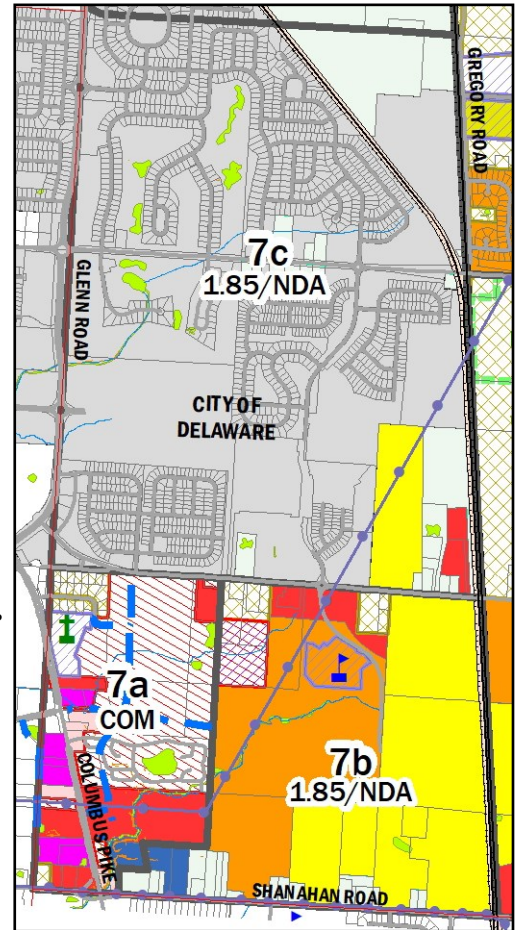 GREGORY ROAD
GLENN ROAD
7c
1.85/NDA
CITY OF
DELAWARE
7a
COM
COLUMBUS PIKE
7b
1.85/NDA
SHANAHAN ROAD